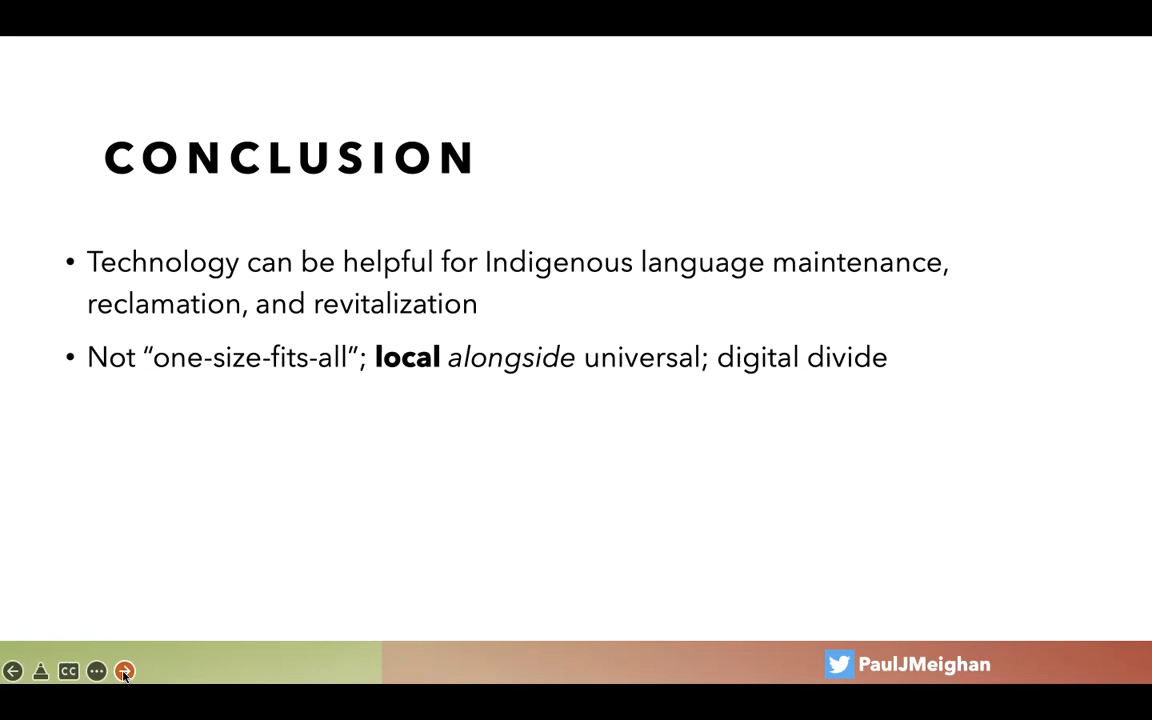 CONCLUSION
• Technology can be helpful for Indigenous language maintenance,
reclamation, and revitalization
• Not “one-size-fits-all”; local alongside universal; digital divide
CC
PaulJMeighan